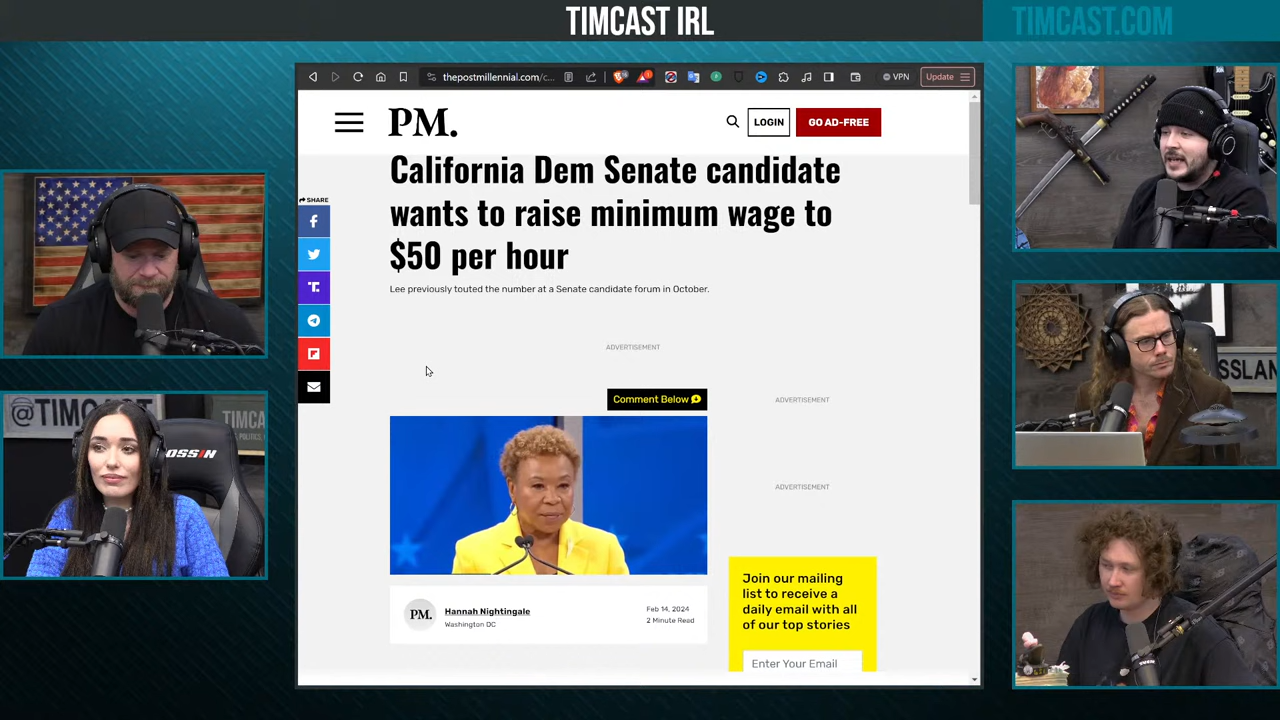 TIMCAST IRL
TIMCAST.COM
thepostmillennial.com/c...
VPN
Update
PM.
LOGIN
GO AD-FREE
California Dem Senate candidate
wants to raise minimum wage to
$50 per hour
SHARE
Lee previously touted the number at a Senate candidate forum in October.
ADVERTISEMENT
Comment Below
ADVERTISEMENT
ADVERTISEMENT
PM.
Hannah Nightingale
Washington DC
Feb 14, 2024
2 Minute Read
Join our mailing
list to receive a
daily email with all
of our top stories
Enter Your Email
@TIMCAST
TIMCA
OSSIN
SSLAN